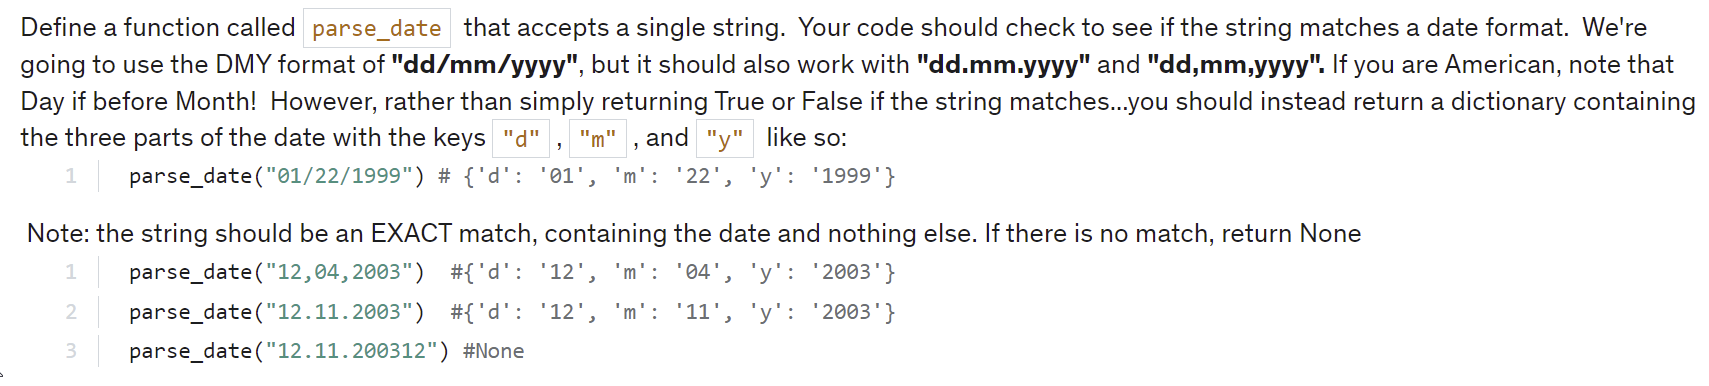 Define a function called parse_date that accepts a single string.  Your code should check to see if the string matches a date format.  We're
going to use the DMY format of "dd/mm/yyyy", but it should also work with "dd.mm.yyyy" and "dd,mm,yyyy". If you are American, note that
Day if before Month!  However, rather than simply returning True or False if the string matches...you should instead return a dictionary containing
the three parts of the date with the keys "d" , "m" , and "y" like so:
1 parse_date("01/22/1999") # {'d': '01', 'm': '22', 'y': '1999'}
Note: the string should be an EXACT match, containing the date and nothing else. If there is no match, return None
1 parse_date("12,04,2003")  #{'d': '12', 'm': '04', 'y': '2003'}
2 parse_date("12.11.2003")  #{'d': '12', 'm': '11', 'y': '2003'}
3 parse_date("12.11.200312") #None